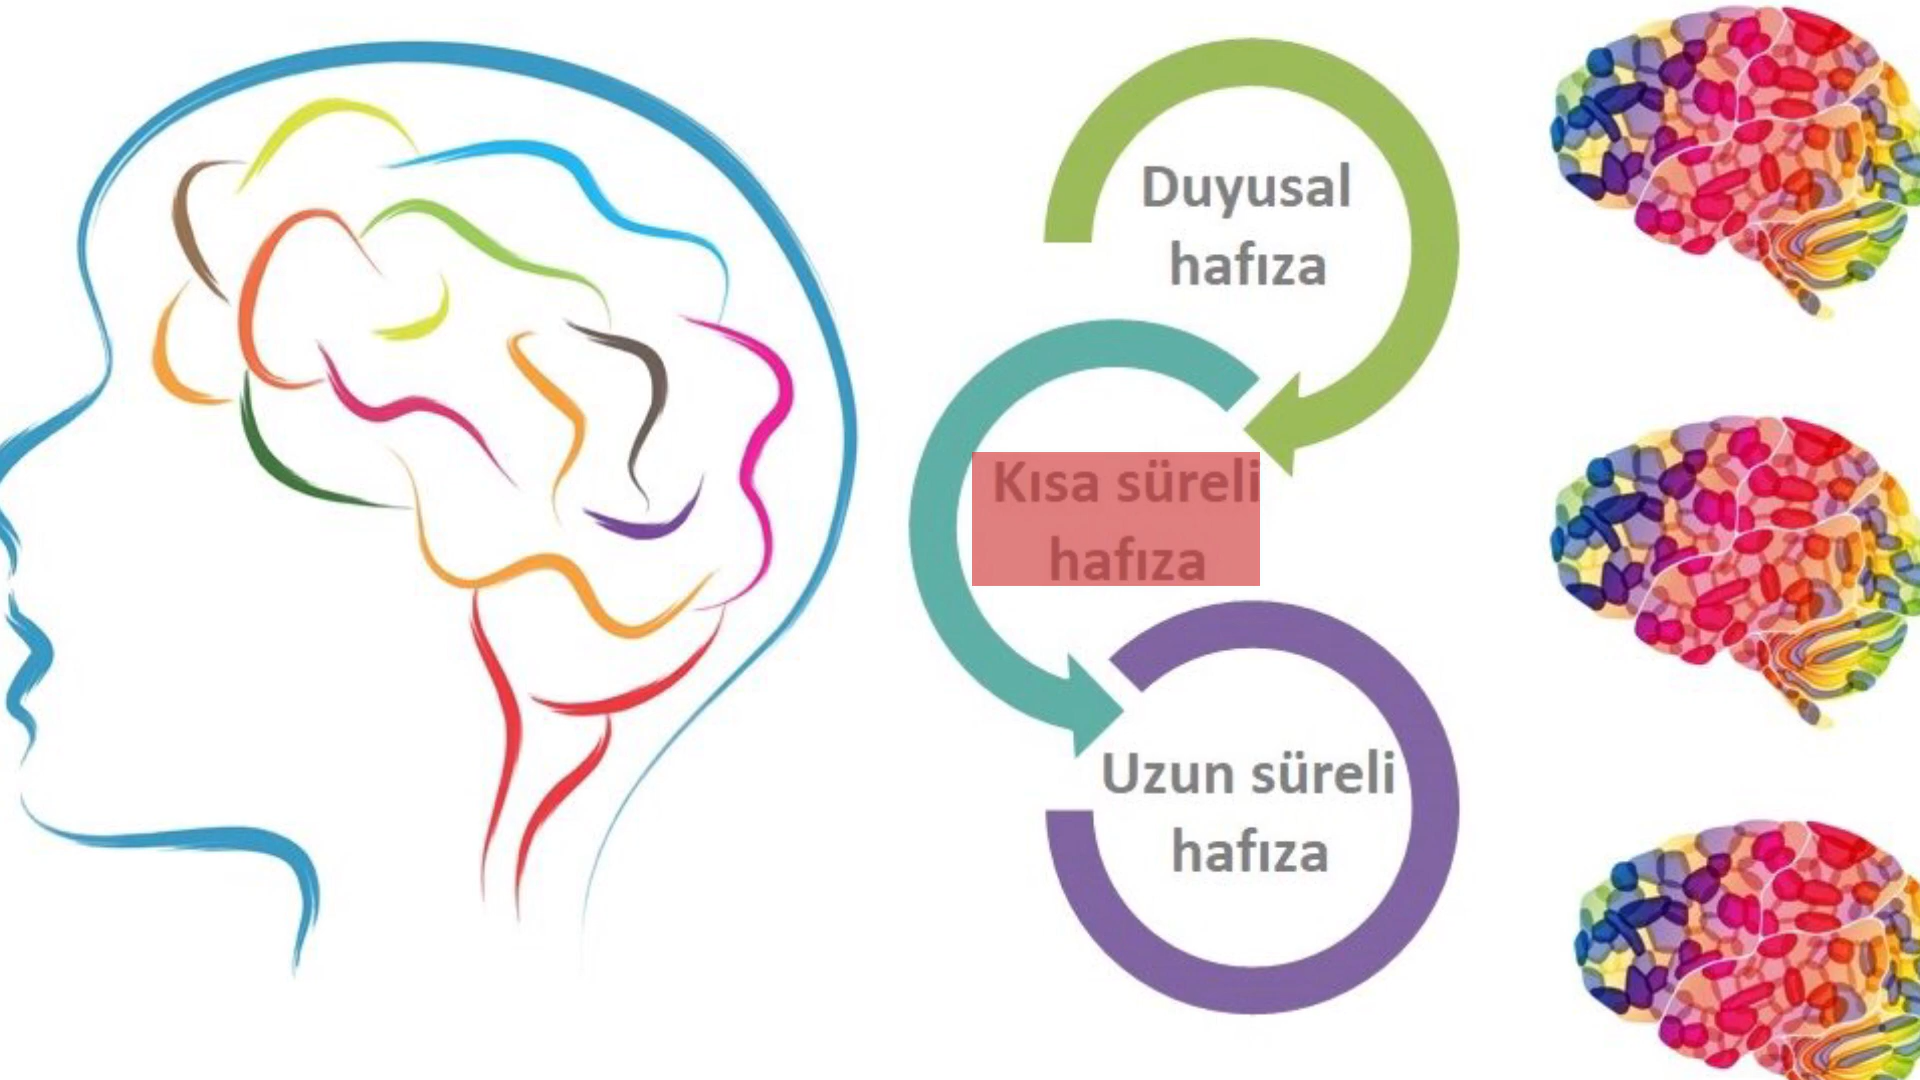 Duyusal
hafıza
Kısa süreli
hafıza
Uzun süreli
hafıza